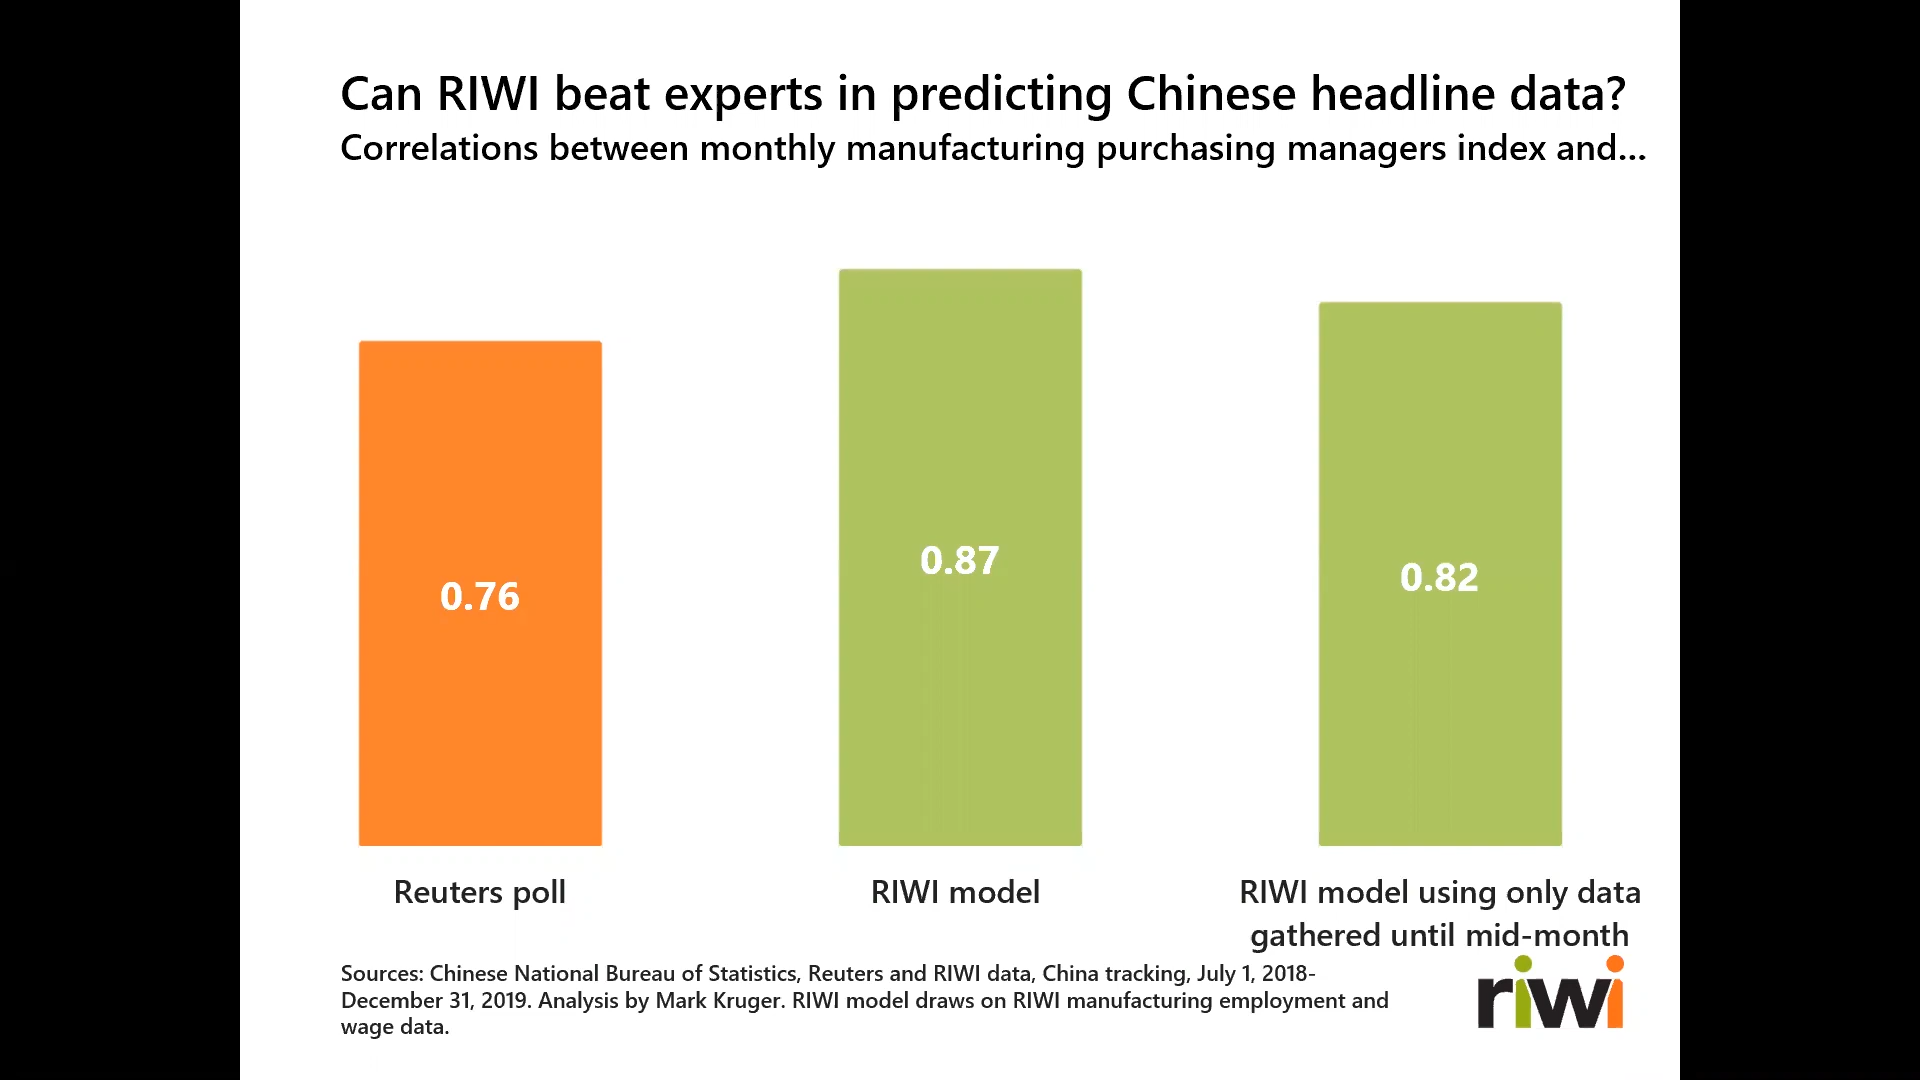 Can RIWI beat experts in predicting Chinese headline data?
Correlations between monthly manufacturing purchasing managers index and...
0.76
0.87
0.82
Reuters poll
RIWI model
RIWI model using only data
gathered until mid-month
Sources: Chinese National Bureau of Statistics, Reuters and RIWI data, China tracking, July 1, 2018-
December 31, 2019. Analysis by Mark Kruger. RIWI model draws on RIWI manufacturing employment and
wage data.
riwi